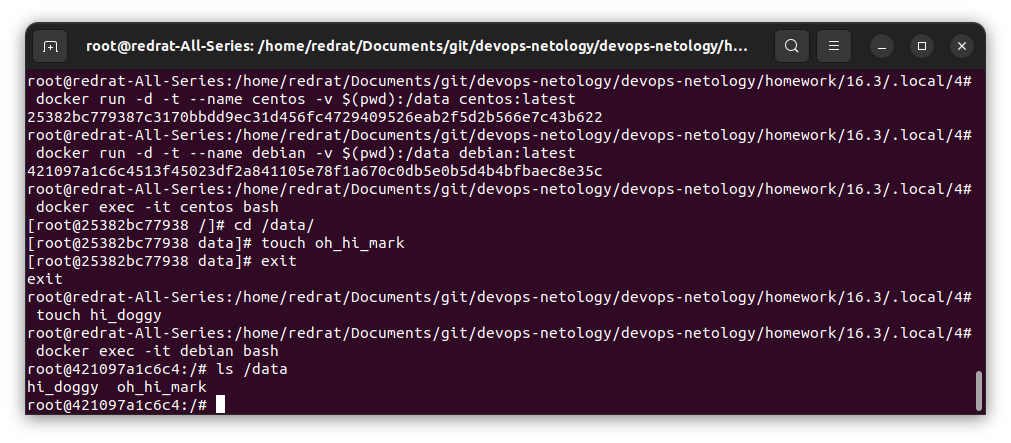 root@redrat-All-Series: /home/redrat/Documents/git/devops-netology/devops-netology/h...
root@redrat-All-Series:/home/redrat/Documents/git/devops-netology/devops-netology/homework/16.3/.local/4#
docker run -d -t --name centos -v $(pwd):/data centos:latest
25382bc779387c3170bbdd9ec31d456fc4729409526eab2f5d2b566e7c43b622
root@redrat-All-Series:/home/redrat/Documents/git/devops-netology/devops-netology/homework/16.3/.local/4#
docker run -d -t --name debian -v $(pwd):/data debian:latest
421097a1c6c4513f45023df2a841105e78f1a670c0db5e0b5d4b4bfbaec8e35c
root@redrat-All-Series:/home/redrat/Documents/git/devops-netology/devops-netology/homework/16.3/.local/4#
docker exec -it centos bash
[root@25382bc77938 /]# cd /data/
[root@25382bc77938 data]# touch oh_hi_mark
[root@25382bc77938 data]# exit
exit
root@redrat-All-Series:/home/redrat/Documents/git/devops-netology/devops-netology/homework/16.3/.local/4#
touch hi_doggy
root@redrat-All-Series:/home/redrat/Documents/git/devops-netology/devops-netology/homework/16.3/.local/4#
docker exec -it debian bash
root@421097a1c6c4:/# ls /data
hi_doggy  oh_hi_mark
root@421097a1c6c4:/#